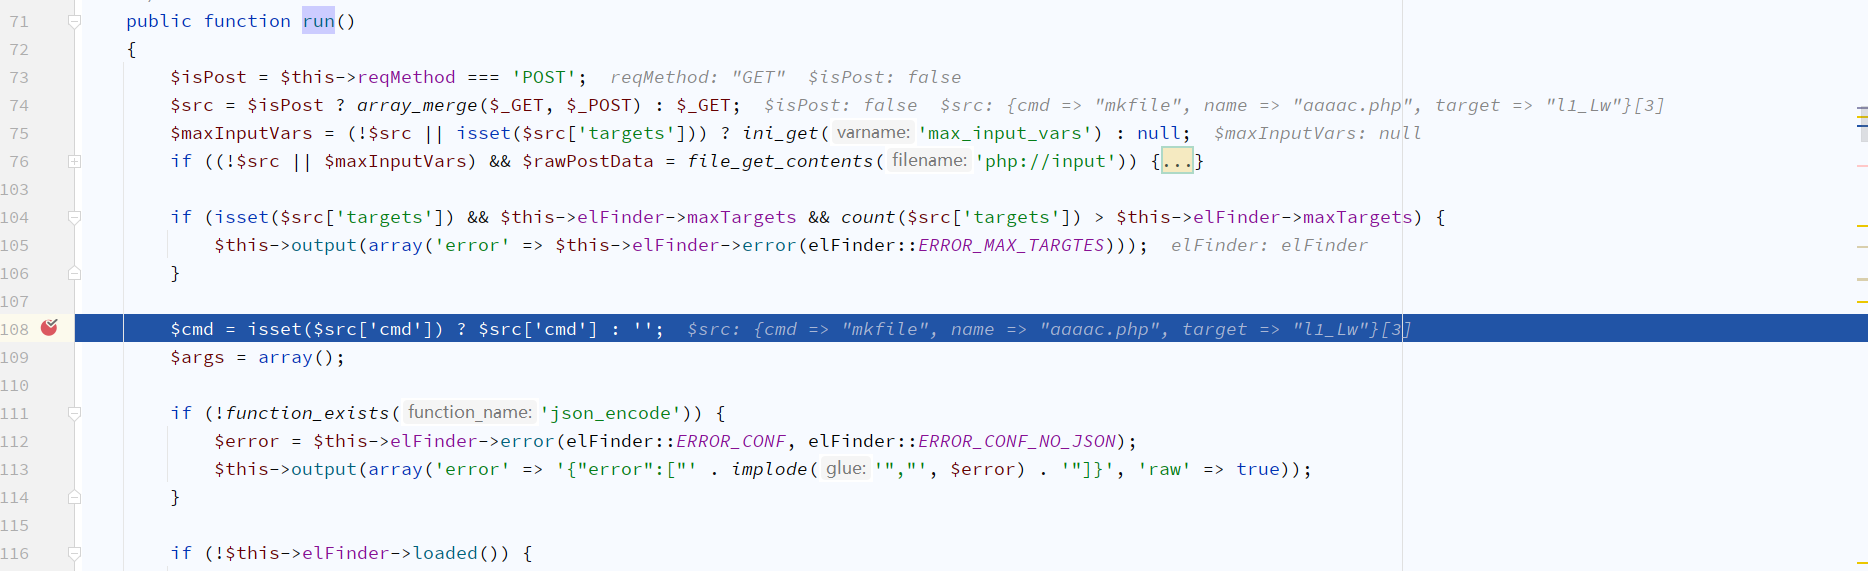 71 public function run()
72 {
73 $isPost = $this->reqMethod === 'POST'; reqMethod: "GET" $isPost: false
74 $src = $isPost ? array_merge($_GET, $_POST) : $_GET; $isPost: false $src: {cmd => "mkfile", name => "aaaac.php", target => "l1_Lw"}[3]
75 $maxInputVars = (!$src || isset($src['targets'])) ? ini_get( varname: 'max_input_vars') : null; $maxInputVars: null
76 if ((!$src || $maxInputVars) && $rawPostData = file_get_contents( filename: 'php://input')) {...}
103
104 if (isset($src['targets']) && $this->elFinder->maxTargets && count($src['targets']) > $this->elFinder->maxTargets) {
105 $this->output(array('error' => $this->elFinder->error(elFinder::ERROR_MAX_TARGTES))); elFinder: elFinder
106 }
107
108 $cmd = isset($src['cmd']) ? $src['cmd'] : ''; $src: {cmd => "mkfile", name => "aaaac.php", target => "l1_Lw"}[3]
109 $args = array();
110
111 if (!function_exists( function_name: 'json_encode')) {
112 $error = $this->elFinder->error(elFinder::ERROR_CONF, elFinder::ERROR_CONF_NO_JSON);
113 $this->output(array('error' => '{"error":["' . implode( glue: '","', $error) . '"]}', 'raw' => true));
114 }
115
116 if (!$this->elFinder->loaded()) {